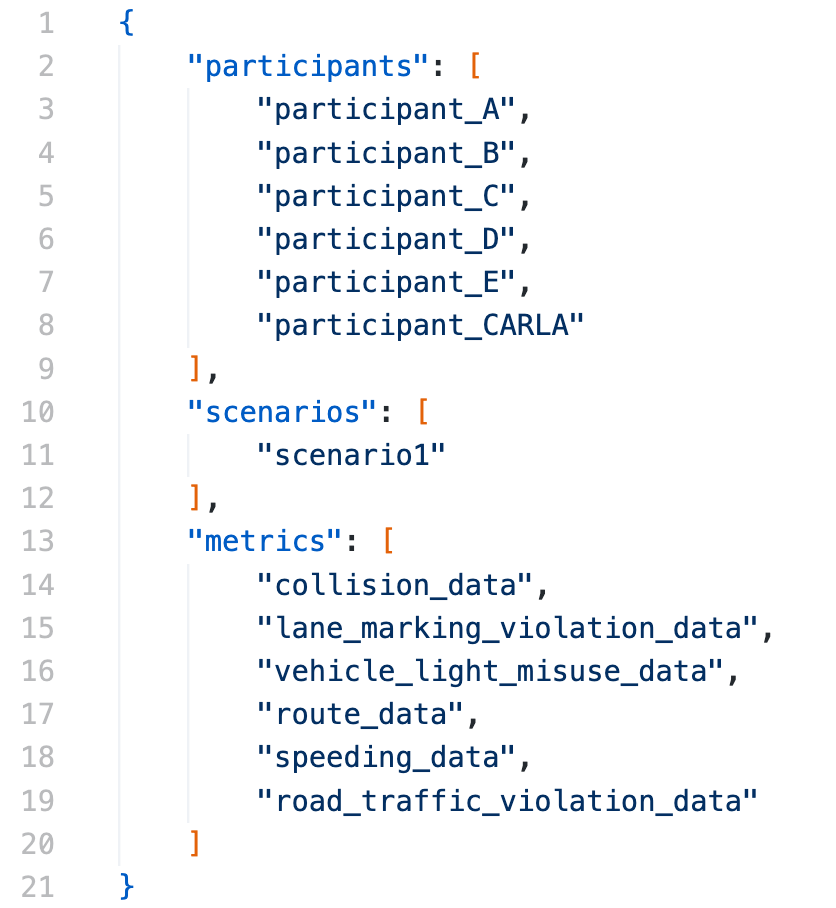 1 {
2     "participants": [
3         "participant_A",
4         "participant_B",
5         "participant_C",
6         "participant_D",
7         "participant_E",
8         "participant_CARLA"
9     ],
10     "scenarios": [
11         "scenario1"
12     ],
13     "metrics": [
14         "collision_data",
15         "lane_marking_violation_data",
16         "vehicle_light_misuse_data",
17         "route_data",
18         "speeding_data",
19         "road_traffic_violation_data"
20     ]
21 }